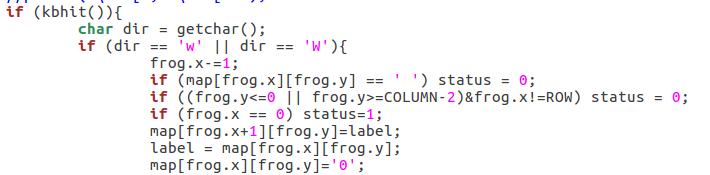 if (kbhit()){
char dir = getchar();
if (dir == 'w' || dir == 'W'){
frog.x-=1;
if (map[frog.x][frog.y] == ' ') status = 0;
if ((frog.y<=0 || frog.y>=COLUMN-2)&frog.x!=ROW) status = 0;
if (frog.x == 0) status=1;
map[frog.x+1][frog.y]=label;
label = map[frog.x][frog.y];
map[frog.x][frog.y]='0';